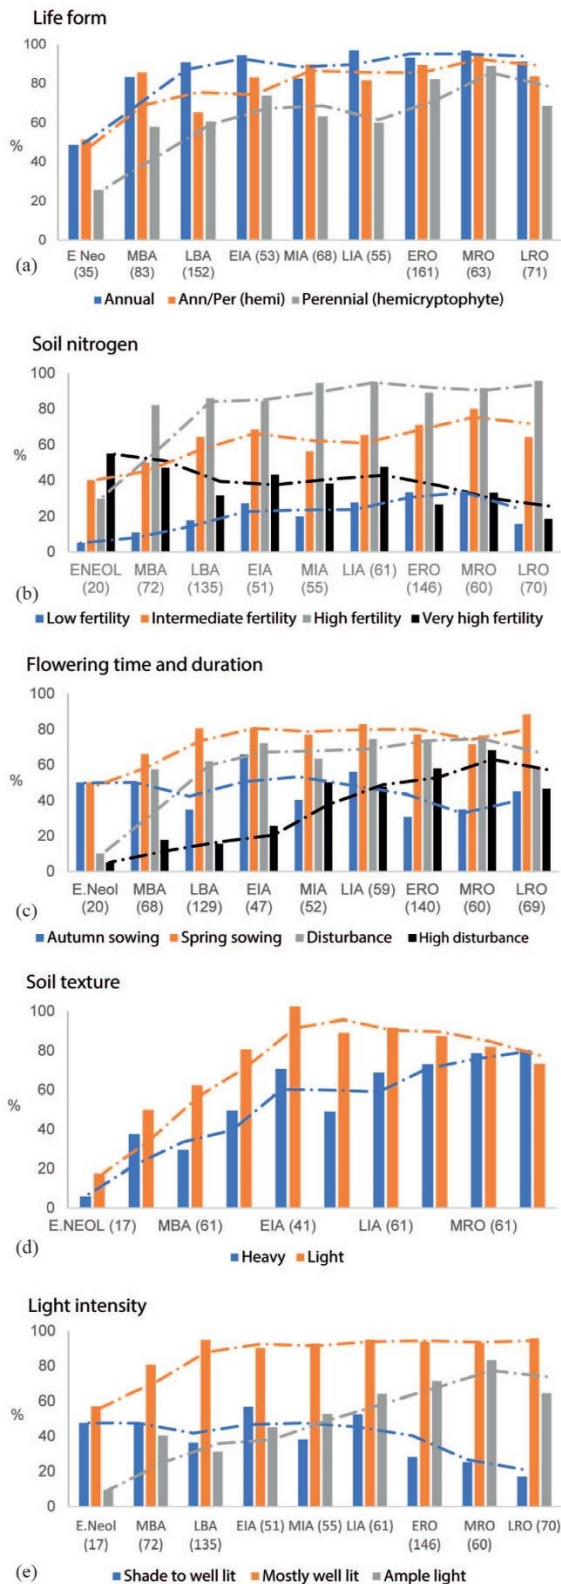 Life form
100
80
60
%
40
20
0
E Neo MBA LBA EIA (53) MIA (68) LIA (55) ERO MRO LRO
(35) (83) (152) (161) (63) (71)
(a)
Annual Ann/Per (hemi) Perennial (hemicryptophyte)
Soil nitrogen
100
80
60
%
40
20
0
ENEOL MBA LBA EIA MIA LIA (61) ERO MRO LRO
(20) (72) (135) (51) (55) (146) (60) (70)
(b)
Low fertility Intermediate fertility High fertility Very high fertility
Flowering time and duration
100
80
60
%
40
20
0
E.Neol MBA LBA EIA MIA LIA (59) ERO MRO LRO
(20) (68) (129) (47) (52) (140) (60) (69)
(c)
Autumn sowing Spring sowing Disturbance High disturbance
Soil texture
100
80
60
%
40
20
0
E.NEOL (17) MBA (61) EIA (41) LIA (61) MRO (61)
(d)
Heavy Light
Light intensity
100
80
60
%
40
20
0
E.Neol MBA LBA EIA (51) MIA (55) LIA (61) ERO MRO LRO (70)
(17) (72) (135) (146) (60)
(e)
Shade to well lit Mostly well lit Ample light